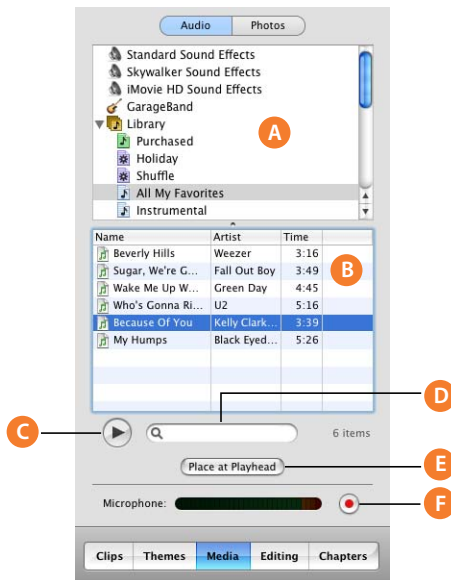 Audio Photos
Standard Sound Effects
Skywalker Sound Effects
iMovie HD Sound Effects
GarageBand
Library
A
Purchased
Holiday
Shuffle
All My Favorites
Instrumental
Name Artist Time
Beverly Hills Weezer 3:16
Sugar, We're G... Fall Out Boy 3:49
B
Wake Me Up W... Green Day 4:45
Who's Gonna Ri... U2 5:16
Because Of You Kelly Clark... 3:39
My Humps Black Eyed... 5:26
D
C
6 items
Place at Playhead
E
Microphone:
F
Clips Themes Media Editing Chapters